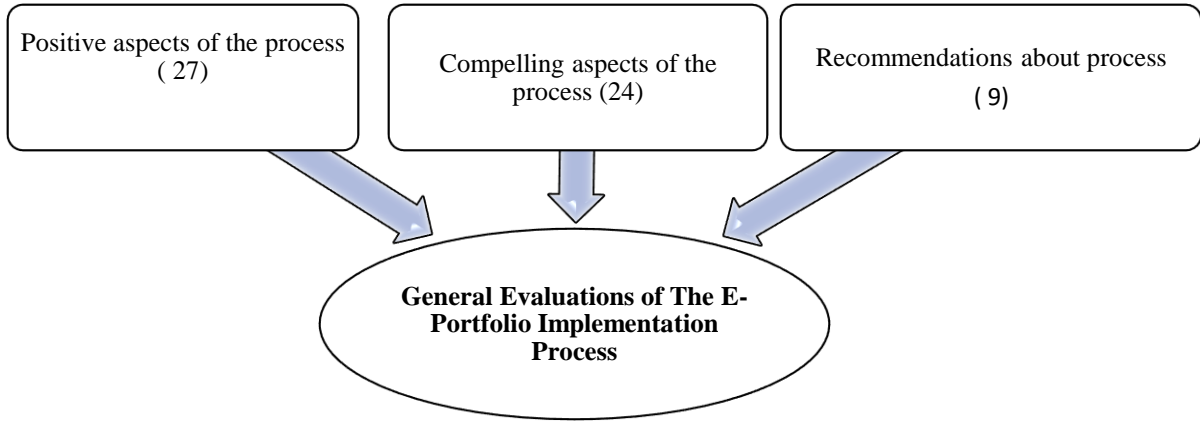 Positive aspects of the process
( 27)
Compelling aspects of the
process (24)
Recommendations about process
( 9)
General Evaluations of The E-
Portfolio Implementation
Process